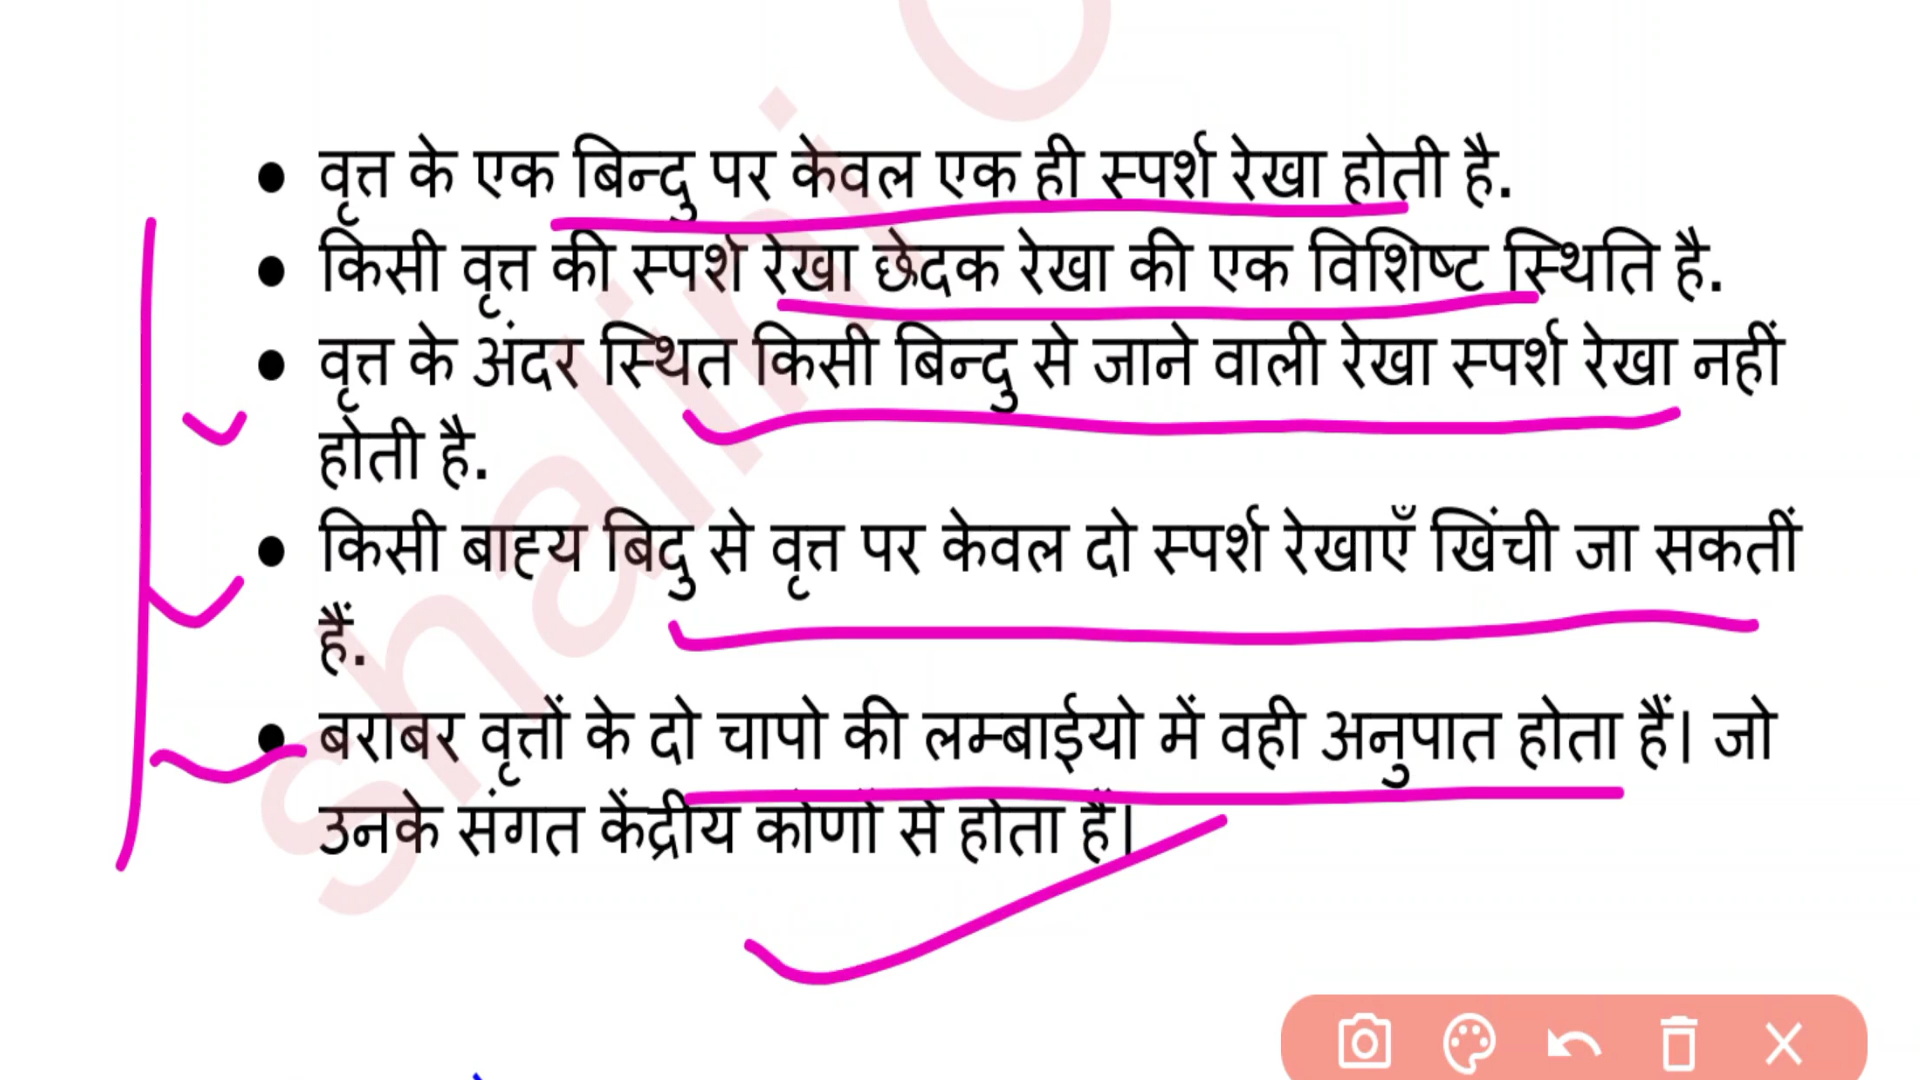 • वृत्त के एक बिन्दु पर केवल एक ही स्पर्श रेखा होती है.
• किसी वृत्त की स्पर्श रेखा छेदक रेखा की एक विशिष्ट स्थिति है.
• वृत्त के अंदर स्थित किसी बिन्दु से जाने वाली रेखा स्पर्श रेखा नहीं
होती है.
• किसी बाह्य बिदु से वृत्त पर केवल दो स्पर्श रेखाएँ खिंची जा सकतीं
हैं.
• बराबर वृत्तों के दो चापो की लम्बाईयो में वही अनुपात होता हैं। जो
उनके संगत केंद्रीय कोणों से होता हैं।
shalini